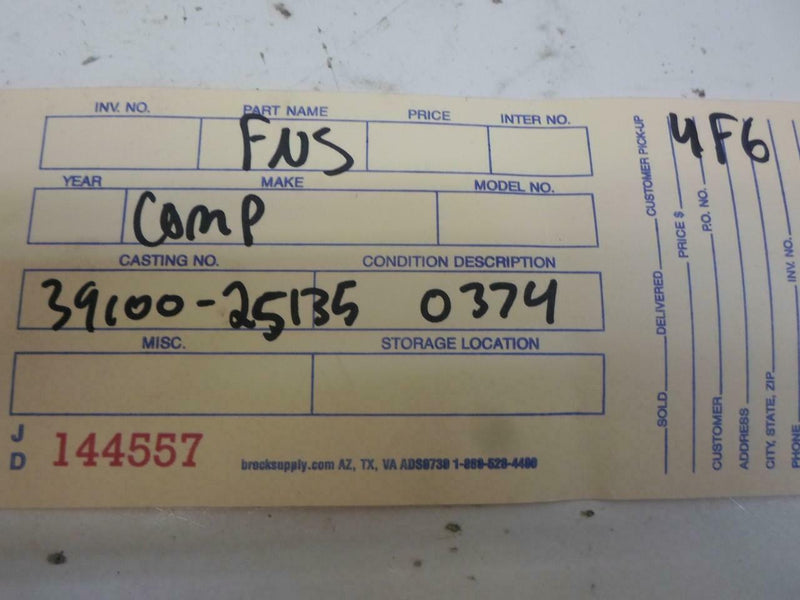 INV. NO. PART NAME PRICE INTER NO.
FNS
YEAR MAKE MODEL NO.
Comp
CASTING NO. CONDITION DESCRIPTION
39100-25135 0374
MISC. STORAGE LOCATION
J D 144557
brocksupply.com AZ, TX, VA ADS0730 1-866-528-4400
4F6
SOLD DELIVERED CUSTOMER PICK-UP
PRICE $
CUSTOMER P.O. NO.
ADDRESS
CITY, STATE, ZIP
PHONE INV. NO.